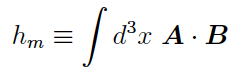 h_m ≡ ∫ d³x 𝑨 · 𝑩